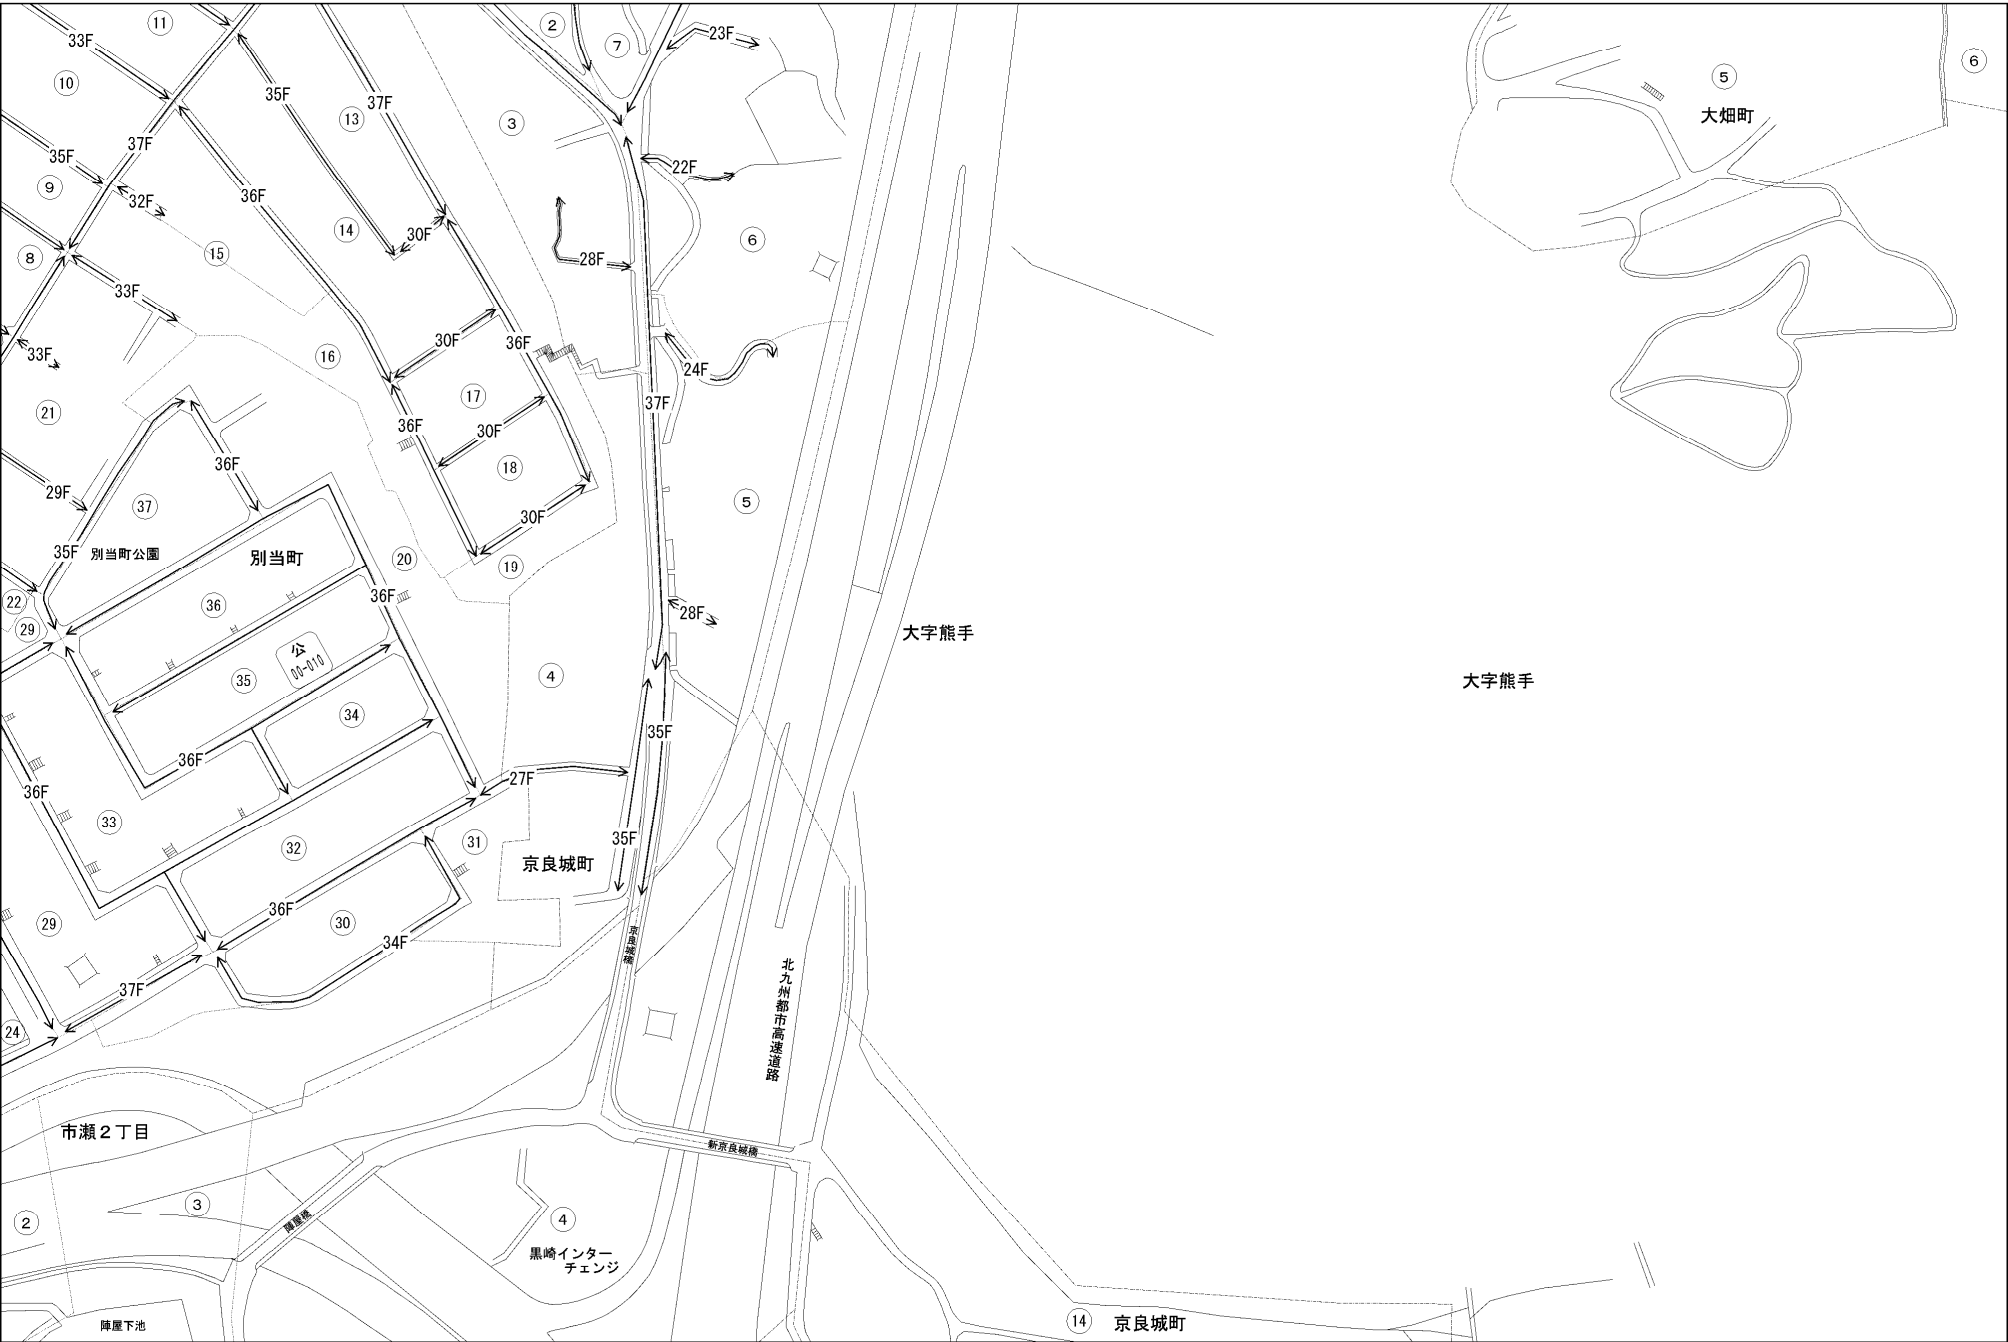 11
33F
2
7
23F
5
6
10
35F
37F
13
3
大畑町
37F
35F
22F
9
32F
36F
14
30F
6
8
15
28F
33F
33F
16
30F
36F
24F
21
17
37F
36F
30F
36F
18
29F
37
5
30F
35F
別当町公園
別当町
20
19
22
36
36F
28F
29
大字熊手
公
00-010
35
4
大字熊手
34
35F
36F
27F
36F
33
35F
32
31
京良城町
36F
29
30
34F
京良城橋
37F
北九州都市高速道路
24
市瀬2丁目
新京良城橋
3
陣屋橋
2
4
黒崎インター
チェンジ
陣屋下池
14
京良城町